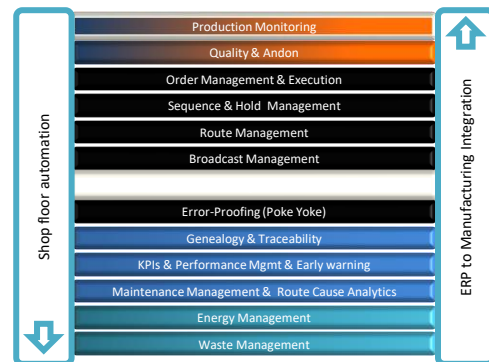 Production Monitoring
Quality & Andon
Order Management & Execution
Sequence & Hold Management
Route Management
Broadcast Management
Error-Proofing (Poke Yoke)
Genealogy & Traceability
KPIs & Performance Mgmt & Early warning
Maintenance Management & Route Cause Analytics
Energy Management
Waste Management
Shop floor automation
ERP to Manufacturing Integration